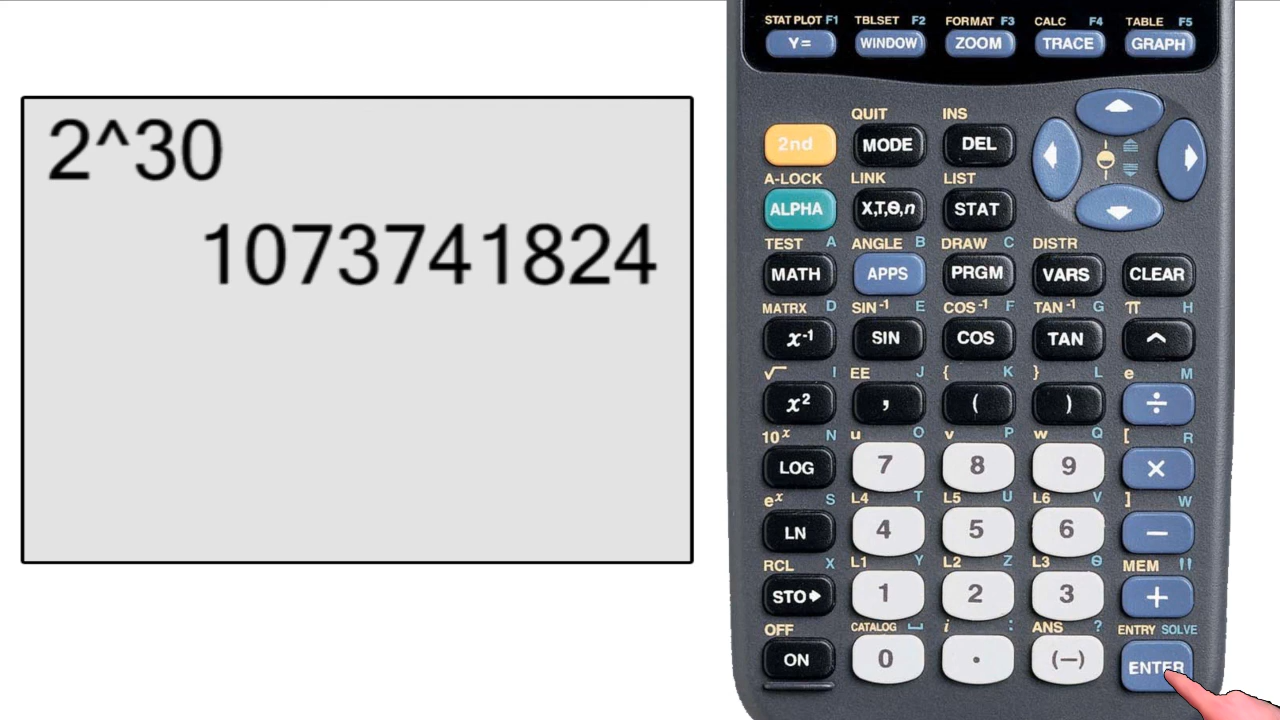 2^30
1073741824
STAT PLOT F1 TBLSET F2 FORMAT F3 CALC F4 TABLE F5
Y= WINDOW ZOOM TRACE GRAPH
QUIT INS
2nd MODE DEL
A-LOCK LINK LIST
ALPHA X,T,Θ,n STAT
TEST A ANGLE B DRAW C DISTR
MATH APPS PRGM VARS CLEAR
MATRX D SIN⁻¹ E COS⁻¹ F TAN⁻¹ G π H
x⁻¹ SIN COS TAN ^
√ I EE J { K } L e M
x² , ( ) ÷
10ˣ N u O v P w Q [ R
LOG 7 8 9 ×
eˣ S L4 T L5 U L6 V ] W
LN 4 5 6 −
RCL X L1 Y L2 Z L3 Θ MEM "
STO▶ 1 2 3 +
OFF CATALOG ⎵ i : ANS ? ENTRY SOLVE
ON 0 . (−) ENTER